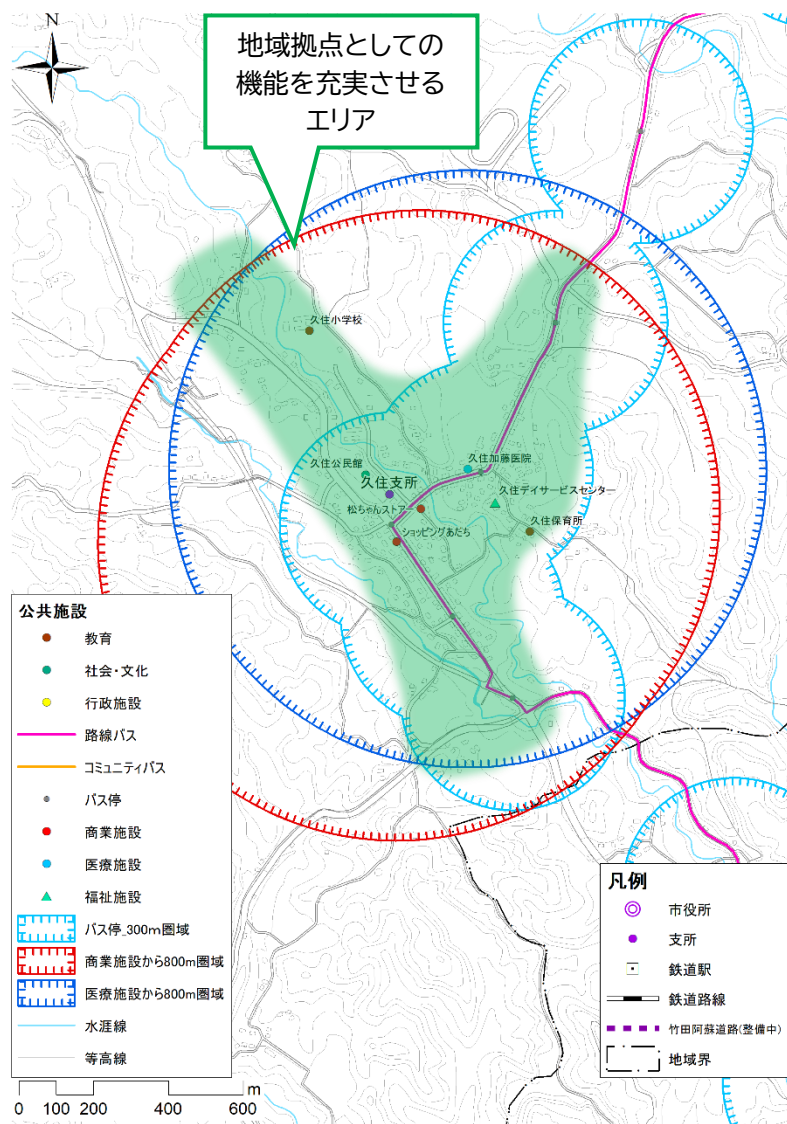 N
地域拠点としての
機能を充実させる
エリア
久住小学校
久住公民館
久住加藤医院
久住支所
久住デイサービスセンター
松ちゃんストアー
久住保育所
ショッピングあだち
公共施設
教育
社会・文化
行政施設
路線バス
コミュニティバス
バス停
商業施設
医療施設
福祉施設
バス停_300m圏域
商業施設から800m圏域
医療施設から800m圏域
水涯線
等高線
凡例
市役所
支所
鉄道駅
鉄道路線
竹田阿蘇道路(整備中)
地域界
m
0 100 200 400 600